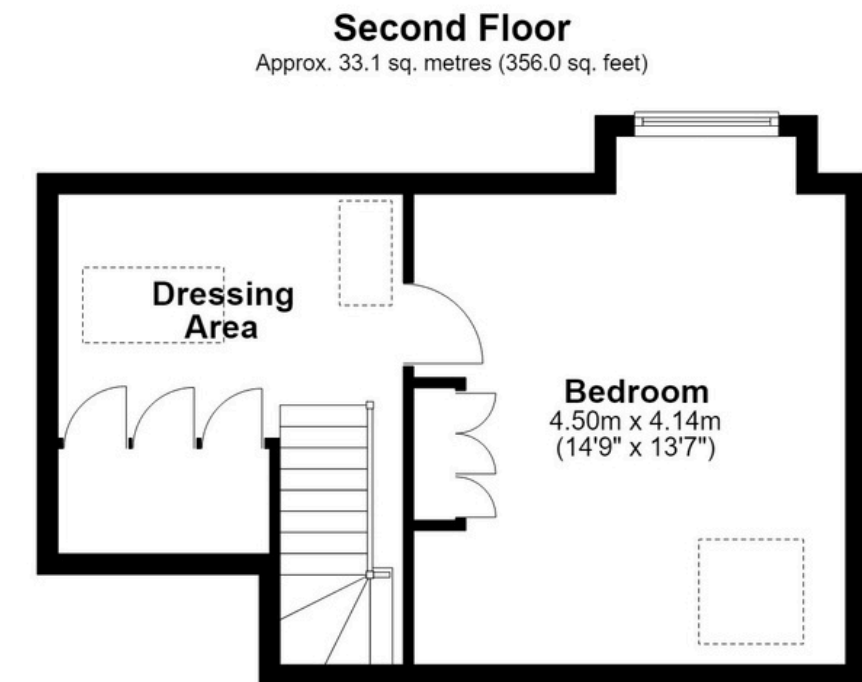 Second Floor
Approx. 33.1 sq. metres (356.0 sq. feet)
Dressing
Area
Bedroom
4.50m x 4.14m
(14'9" x 13'7")